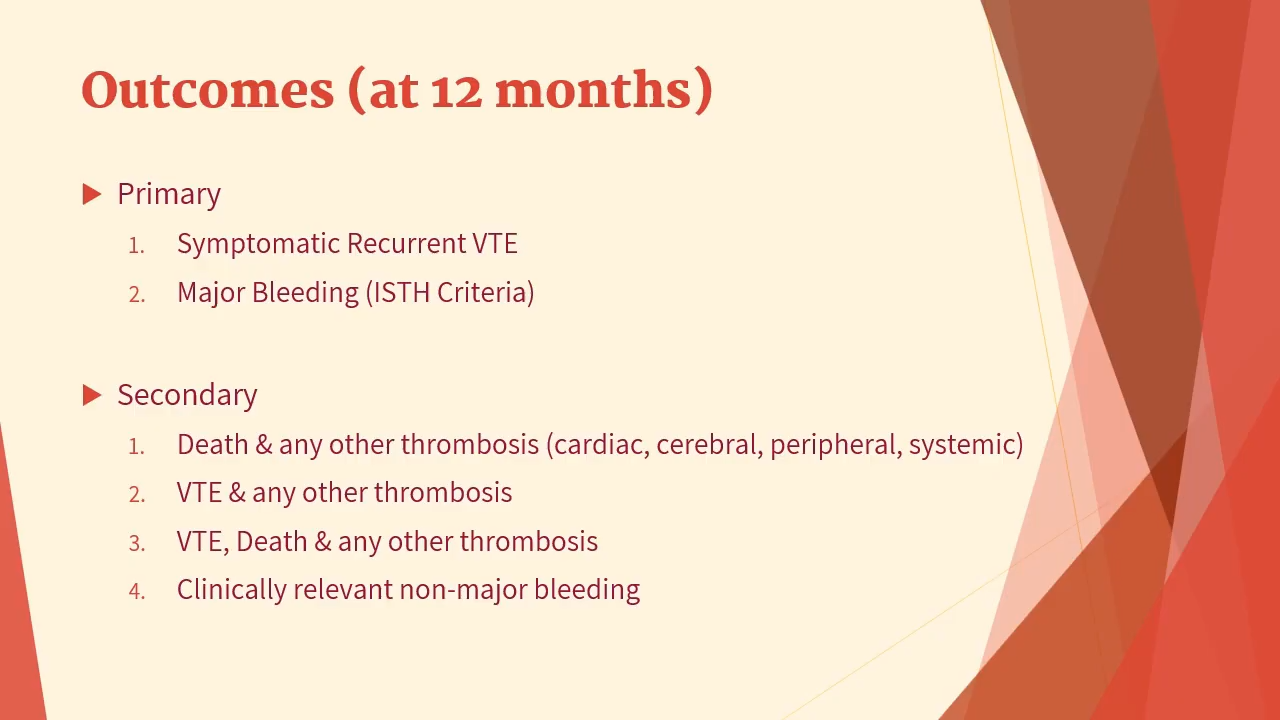 Outcomes (at 12 months)
Primary
1. Symptomatic Recurrent VTE
2. Major Bleeding (ISTH Criteria)
Secondary
1. Death & any other thrombosis (cardiac, cerebral, peripheral, systemic)
2. VTE & any other thrombosis
3. VTE, Death & any other thrombosis
4. Clinically relevant non-major bleeding